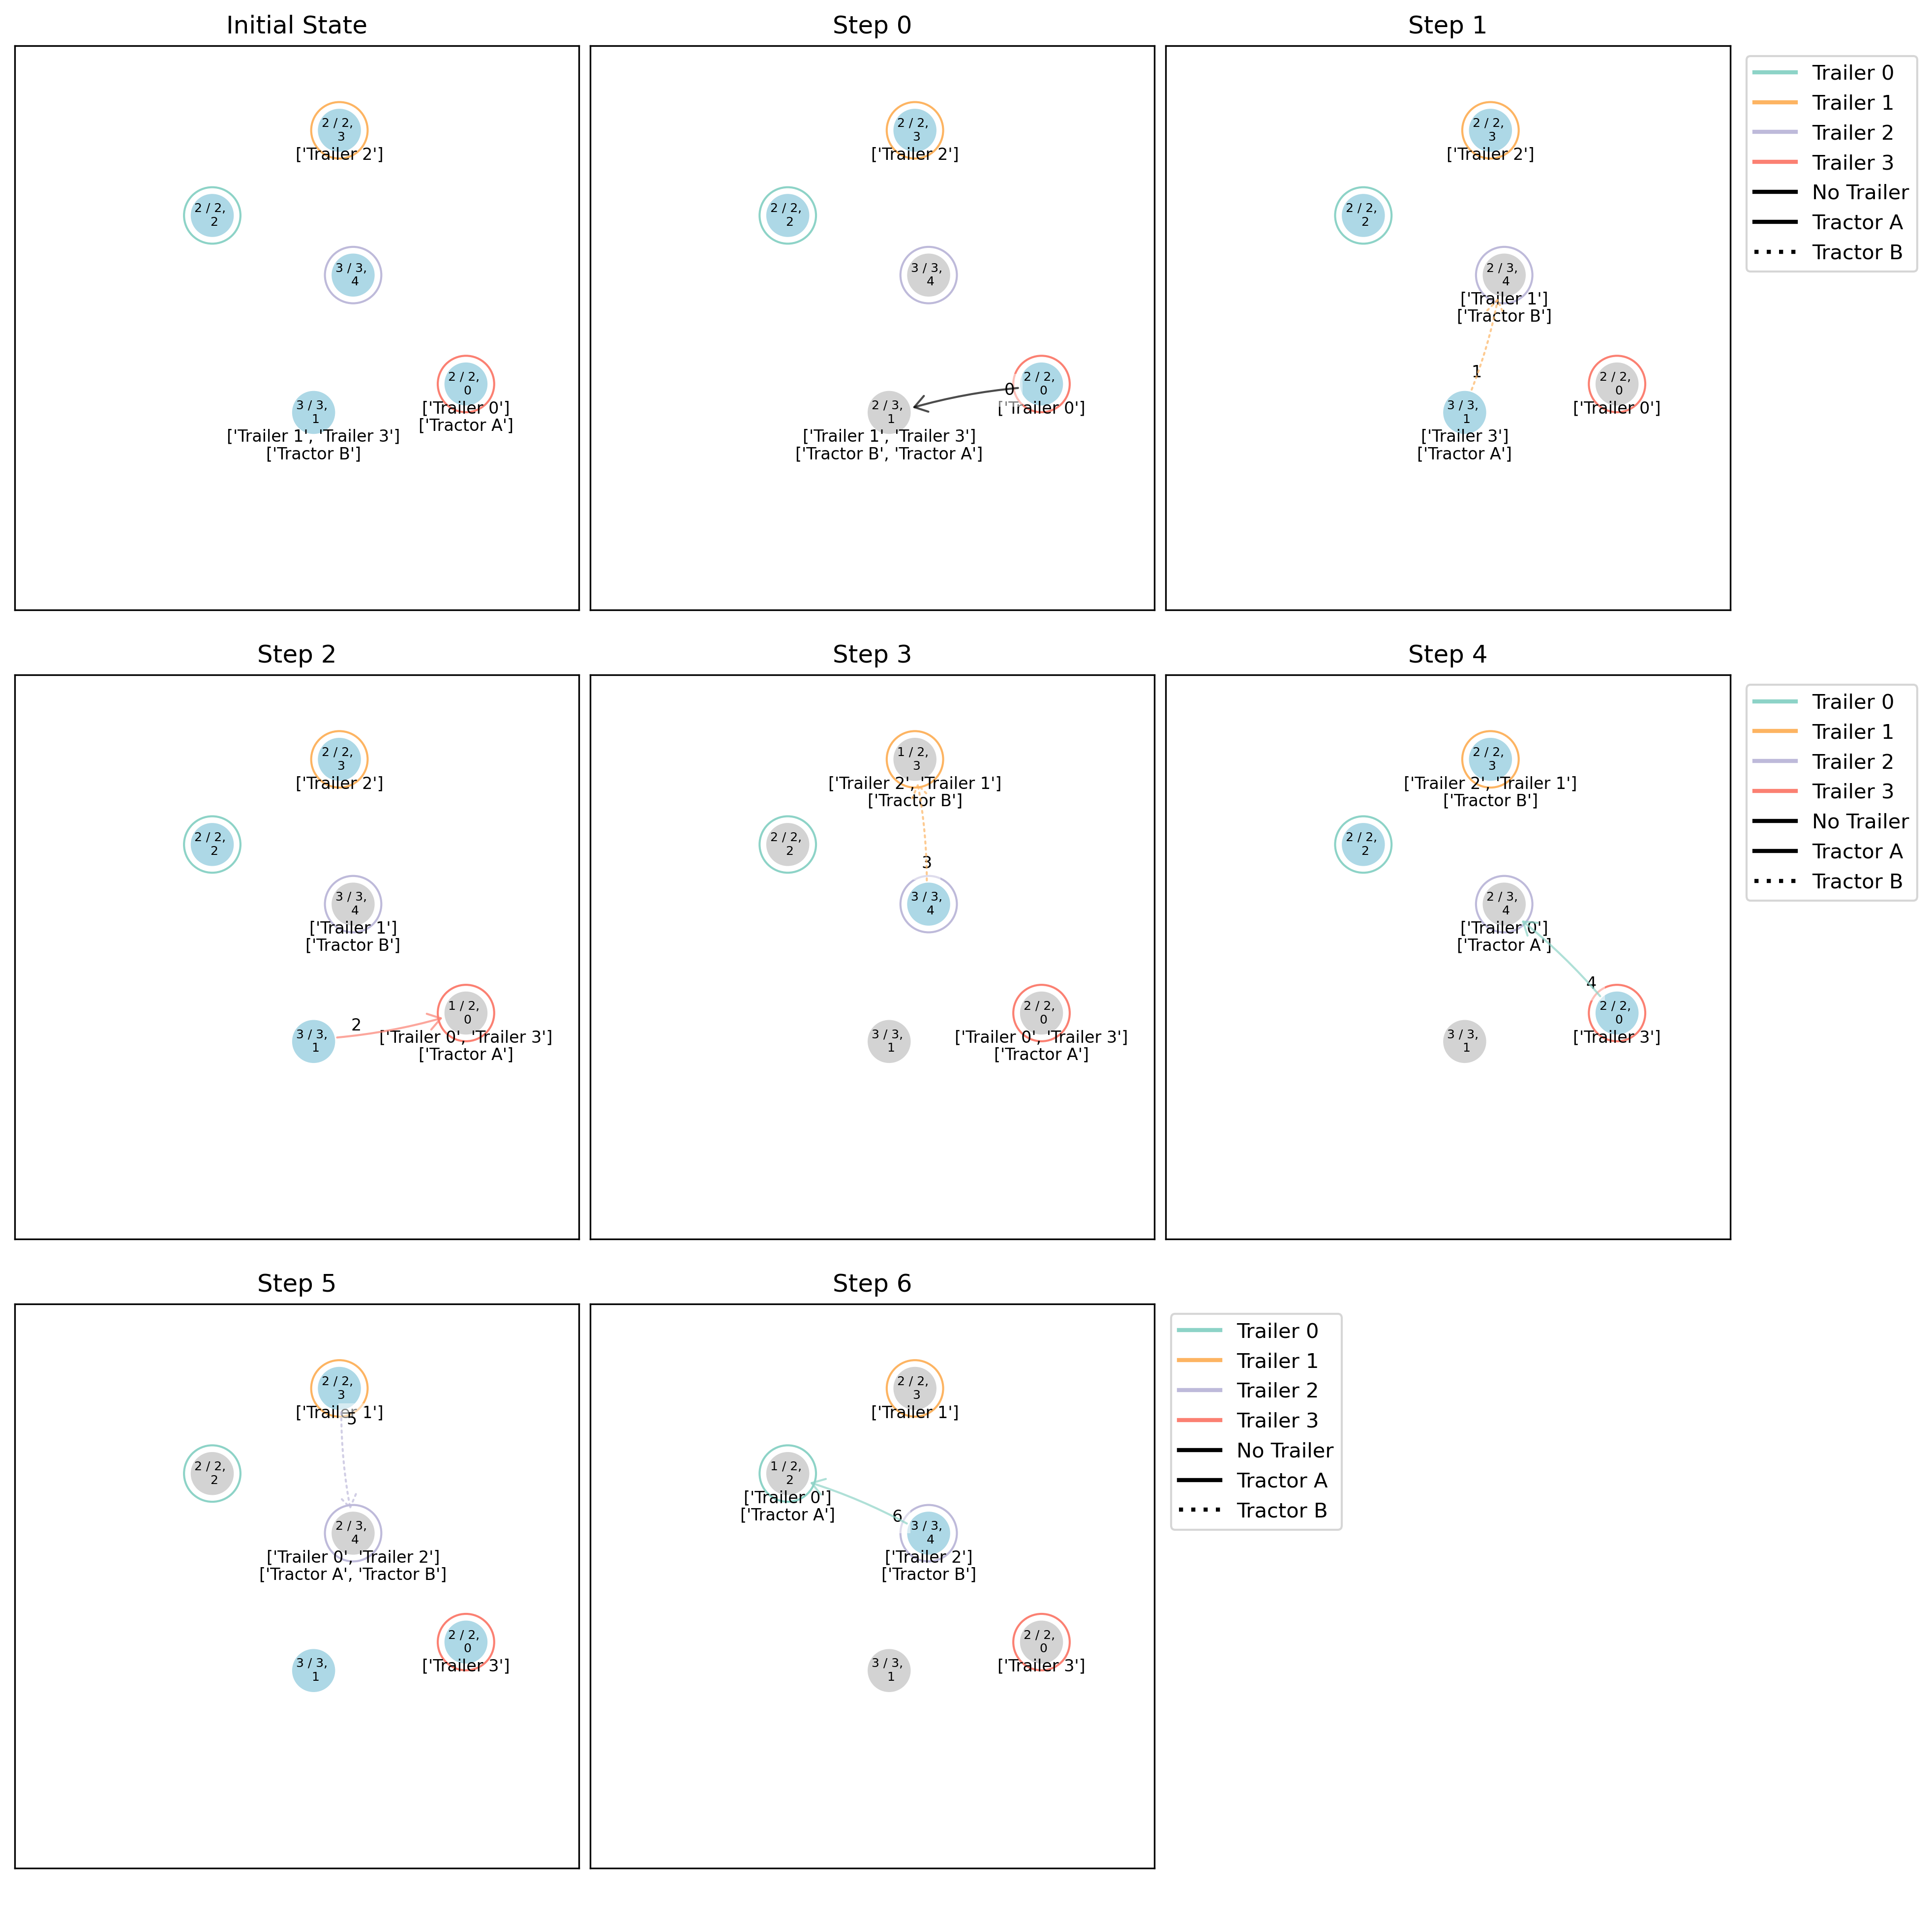 Initial State
2 / 2,
3
['Trailer 2']
2 / 2,
2
3 / 3,
4
2 / 2,
0
['Trailer 0']
['Tractor A']
3 / 3,
1
['Trailer 1', 'Trailer 3']
['Tractor B']
Step 0
2 / 2,
3
['Trailer 2']
2 / 2,
2
3 / 3,
4
2 / 2,
0
0
['Trailer 0']
2 / 3,
1
['Trailer 1', 'Trailer 3']
['Tractor B', 'Tractor A']
Step 1
2 / 2,
3
['Trailer 2']
2 / 2,
2
2 / 3,
4
['Trailer 1']
['Tractor B']
1
2 / 2,
0
['Trailer 0']
3 / 3,
1
['Trailer 3']
['Tractor A']
Trailer 0
Trailer 1
Trailer 2
Trailer 3
No Trailer
Tractor A
Tractor B
Step 2
2 / 2,
3
['Trailer 2']
2 / 2,
2
3 / 3,
4
['Trailer 1']
['Tractor B']
1 / 2,
0
['Trailer 0', 'Trailer 3']
['Tractor A']
2
3 / 3,
1
Step 3
1 / 2,
3
['Trailer 2', 'Trailer 1']
['Tractor B']
2 / 2,
2
3
3 / 3,
4
2 / 2,
0
['Trailer 0', 'Trailer 3']
['Tractor A']
3 / 3,
1
Step 4
2 / 2,
3
['Trailer 2', 'Trailer 1']
['Tractor B']
2 / 2,
2
2 / 3,
4
['Trailer 0']
['Tractor A']
4
2 / 2,
0
['Trailer 3']
3 / 3,
1
Trailer 0
Trailer 1
Trailer 2
Trailer 3
No Trailer
Tractor A
Tractor B
Step 5
2 / 2,
3
['Trailer 1']
5
2 / 2,
2
2 / 3,
4
['Trailer 0', 'Trailer 2']
['Tractor A', 'Tractor B']
2 / 2,
0
['Trailer 3']
3 / 3,
1
Step 6
2 / 2,
3
['Trailer 1']
1 / 2,
2
['Trailer 0']
['Tractor A']
6
3 / 3,
4
['Trailer 2']
['Tractor B']
2 / 2,
0
['Trailer 3']
3 / 3,
1
Trailer 0
Trailer 1
Trailer 2
Trailer 3
No Trailer
Tractor A
Tractor B